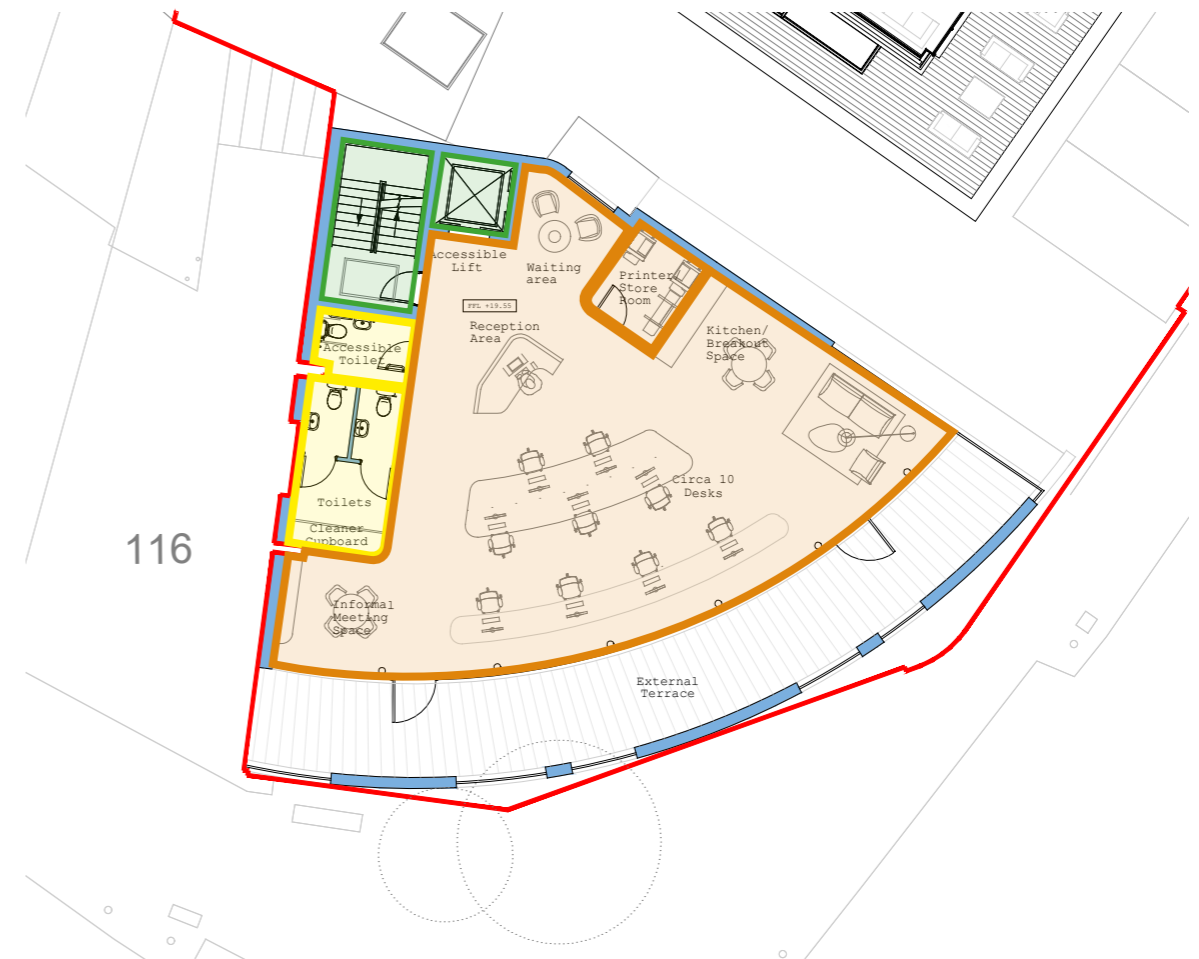 Accessible
Lift
Waiting
area
Printer
Store
Room
FFL +19.55
Reception
Area
Kitchen/
Breakout
Space
Accessible
Toilet
Circa 10
Desks
Toilets
Cleaner
Cupboard
116
Informal
Meeting
Space
External
Terrace